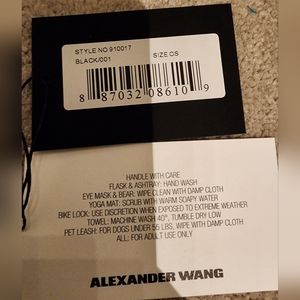 STYLE NO 910017
BLACK/001 SIZE OS
8 87032 08610 9
HANDLE WITH CARE
FLASK & ASHTRAY: HAND WASH
EYE MASK & BEAR: WIPE CLEAN WITH DAMP CLOTH
YOGA MAT: SCRUB WITH WARM SOAPY WATER
BIKE LOCK: USE DISCRETION WHEN EXPOSED TO EXTREME WEATHER
TOWEL: MACHINE WASH 40°, TUMBLE DRY LOW
PET LEASH: FOR DOGS UNDER 55 LBS, WIPE WITH DAMP CLOTH
ALL: FOR ADULT USE ONLY
ALEXANDER WANG